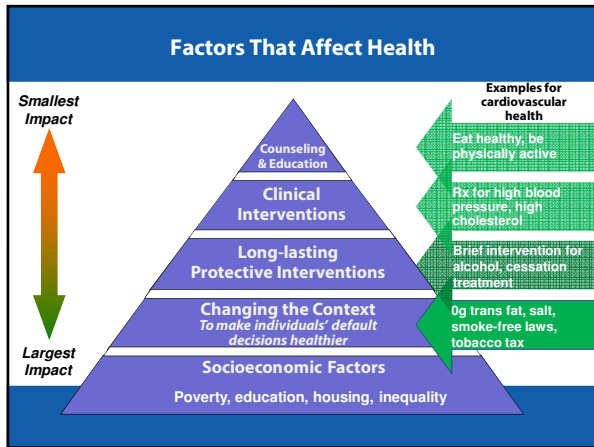 Factors That Affect Health
Smallest
Impact
Largest
Impact
Counseling
& Education
Clinical
Interventions
Long-lasting
Protective Interventions
Changing the Context
To make individuals' default
decisions healthier
Socioeconomic Factors
Poverty, education, housing, inequality
Examples for
cardiovascular
health
Eat healthy, be
physically active
Rx for high blood
pressure, high
cholesterol
Brief intervention for
alcohol, cessation
treatment
0g trans fat, salt,
smoke-free laws,
tobacco tax